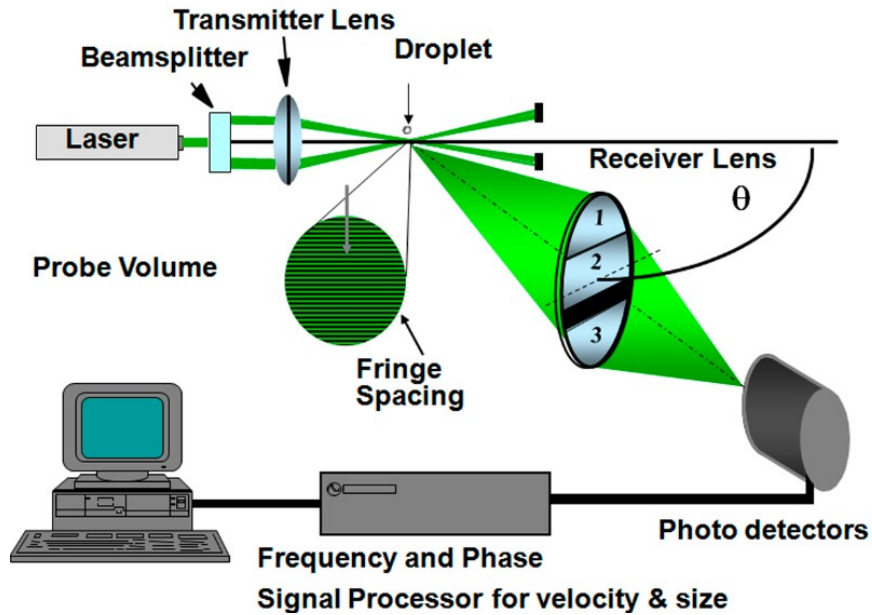 Transmitter Lens
Beamsplitter
Droplet
Laser
Receiver Lens
θ
1
2
3
Probe Volume
Fringe
Spacing
Photo detectors
Frequency and Phase
Signal Processor for velocity & size